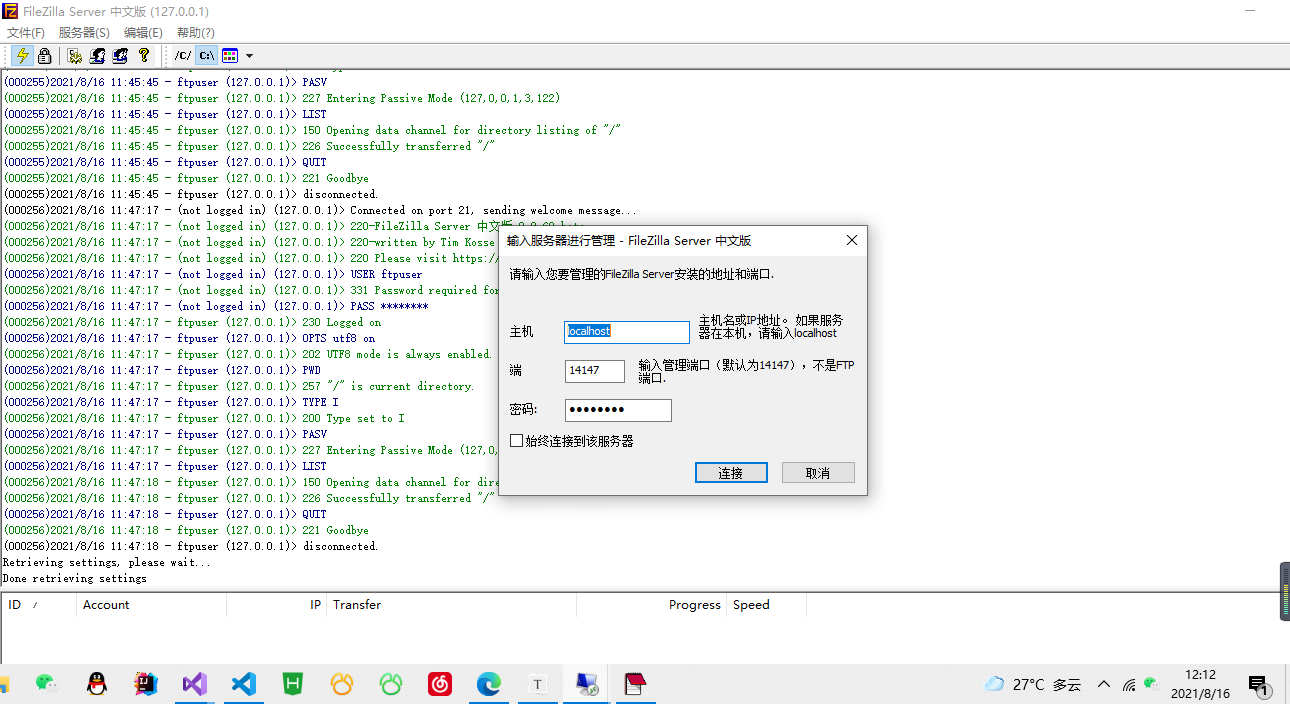 FileZilla Server 中文版 (127.0.0.1)
文件(F) 服务器(S) 编辑(E) 帮助(?)
/C/ C:\
(000255)2021/8/16 11:45:45 - ftpuser (127.0.0.1)> PASV
(000255)2021/8/16 11:45:45 - ftpuser (127.0.0.1)> 227 Entering Passive Mode (127,0,0,1,3,122)
(000255)2021/8/16 11:45:45 - ftpuser (127.0.0.1)> LIST
(000255)2021/8/16 11:45:45 - ftpuser (127.0.0.1)> 150 Opening data channel for directory listing of "/"
(000255)2021/8/16 11:45:45 - ftpuser (127.0.0.1)> 226 Successfully transferred "/"
(000255)2021/8/16 11:45:45 - ftpuser (127.0.0.1)> QUIT
(000255)2021/8/16 11:45:45 - ftpuser (127.0.0.1)> 221 Goodbye
(000255)2021/8/16 11:45:45 - ftpuser (127.0.0.1)> disconnected.
(000256)2021/8/16 11:47:17 - (not logged in) (127.0.0.1)> Connected on port 21, sending welcome message...
(000256)2021/8/16 11:47:17 - (not logged in) (127.0.0.1)> 220-FileZilla Server 中文版
(000256)2021/8/16 11:47:17 - (not logged in) (127.0.0.1)> 220-written by Tim Kosse
(000256)2021/8/16 11:47:17 - (not logged in) (127.0.0.1)> 220 Please visit https:/
(000256)2021/8/16 11:47:17 - (not logged in) (127.0.0.1)> USER ftpuser
(000256)2021/8/16 11:47:17 - (not logged in) (127.0.0.1)> 331 Password required for
(000256)2021/8/16 11:47:17 - (not logged in) (127.0.0.1)> PASS ********
(000256)2021/8/16 11:47:17 - ftpuser (127.0.0.1)> 230 Logged on
(000256)2021/8/16 11:47:17 - ftpuser (127.0.0.1)> OPTS utf8 on
(000256)2021/8/16 11:47:17 - ftpuser (127.0.0.1)> 202 UTF8 mode is always enabled.
(000256)2021/8/16 11:47:17 - ftpuser (127.0.0.1)> PWD
(000256)2021/8/16 11:47:17 - ftpuser (127.0.0.1)> 257 "/" is current directory.
(000256)2021/8/16 11:47:17 - ftpuser (127.0.0.1)> TYPE I
(000256)2021/8/16 11:47:17 - ftpuser (127.0.0.1)> 200 Type set to I
(000256)2021/8/16 11:47:17 - ftpuser (127.0.0.1)> PASV
(000256)2021/8/16 11:47:17 - ftpuser (127.0.0.1)> 227 Entering Passive Mode (127,0,
(000256)2021/8/16 11:47:17 - ftpuser (127.0.0.1)> LIST
(000256)2021/8/16 11:47:18 - ftpuser (127.0.0.1)> 150 Opening data channel for dire
(000256)2021/8/16 11:47:18 - ftpuser (127.0.0.1)> 226 Successfully transferred "/"
(000256)2021/8/16 11:47:18 - ftpuser (127.0.0.1)> QUIT
(000256)2021/8/16 11:47:18 - ftpuser (127.0.0.1)> 221 Goodbye
(000256)2021/8/16 11:47:18 - ftpuser (127.0.0.1)> disconnected.
Retrieving settings, please wait...
Done retrieving settings
输入服务器进行管理 - FileZilla Server 中文版
请输入您要管理的FileZilla Server安装的地址和端口.
主机 localhost
主机名或IP地址。如果服务
器在本机，请输入localhost
端 14147
输入管理端口（默认为14147），不是FTP
端口.
密码: ●●●●●●●●
始终连接到该服务器
连接 取消
ID / Account IP Transfer Progress Speed
27°C 多云
12:12
2021/8/16
1